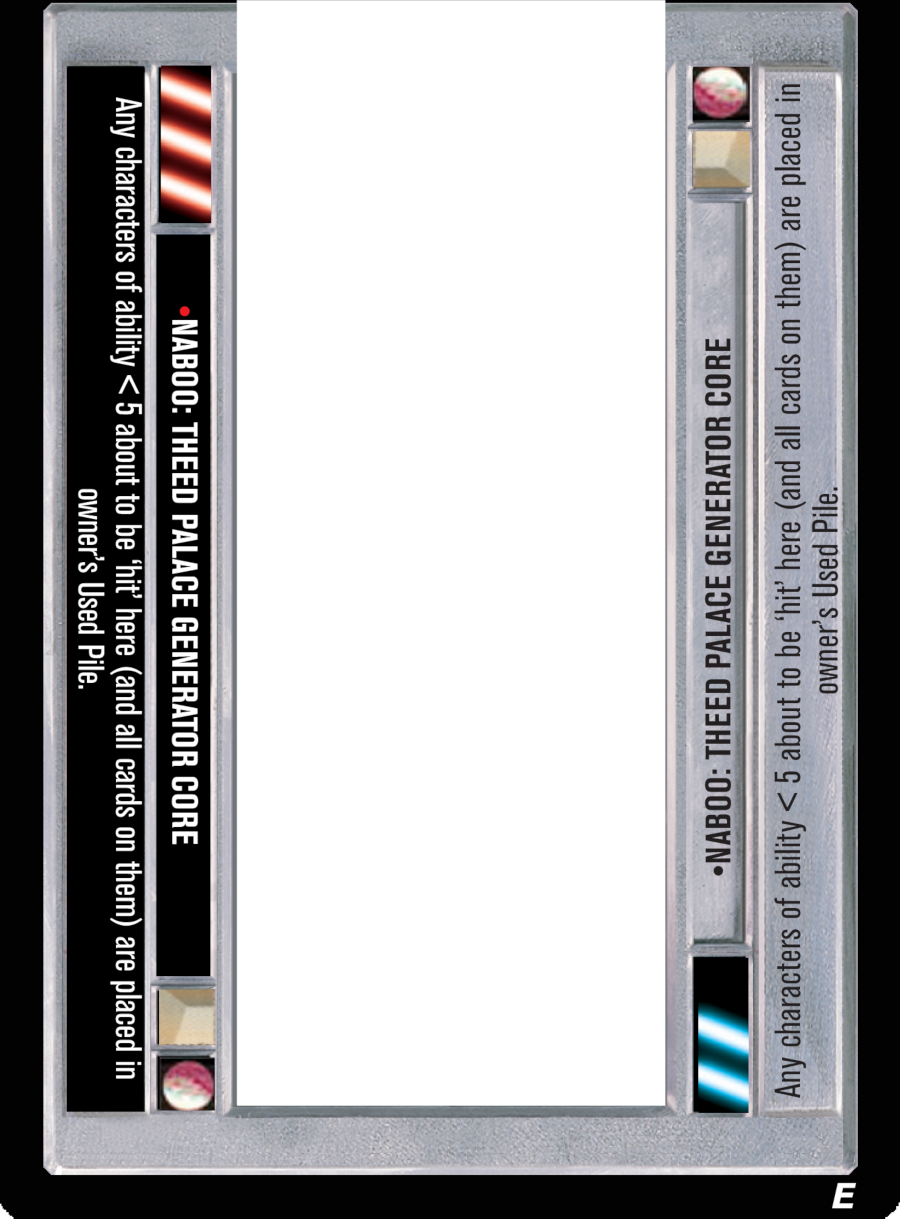 Any characters of ability < 5 about to be ‘hit’ here (and all cards on them) are placed in
owner’s Used Pile.
•NABOO: THEED PALACE GENERATOR CORE
•NABOO: THEED PALACE GENERATOR CORE
Any characters of ability < 5 about to be ‘hit’ here (and all cards on them) are placed in
owner’s Used Pile.
E